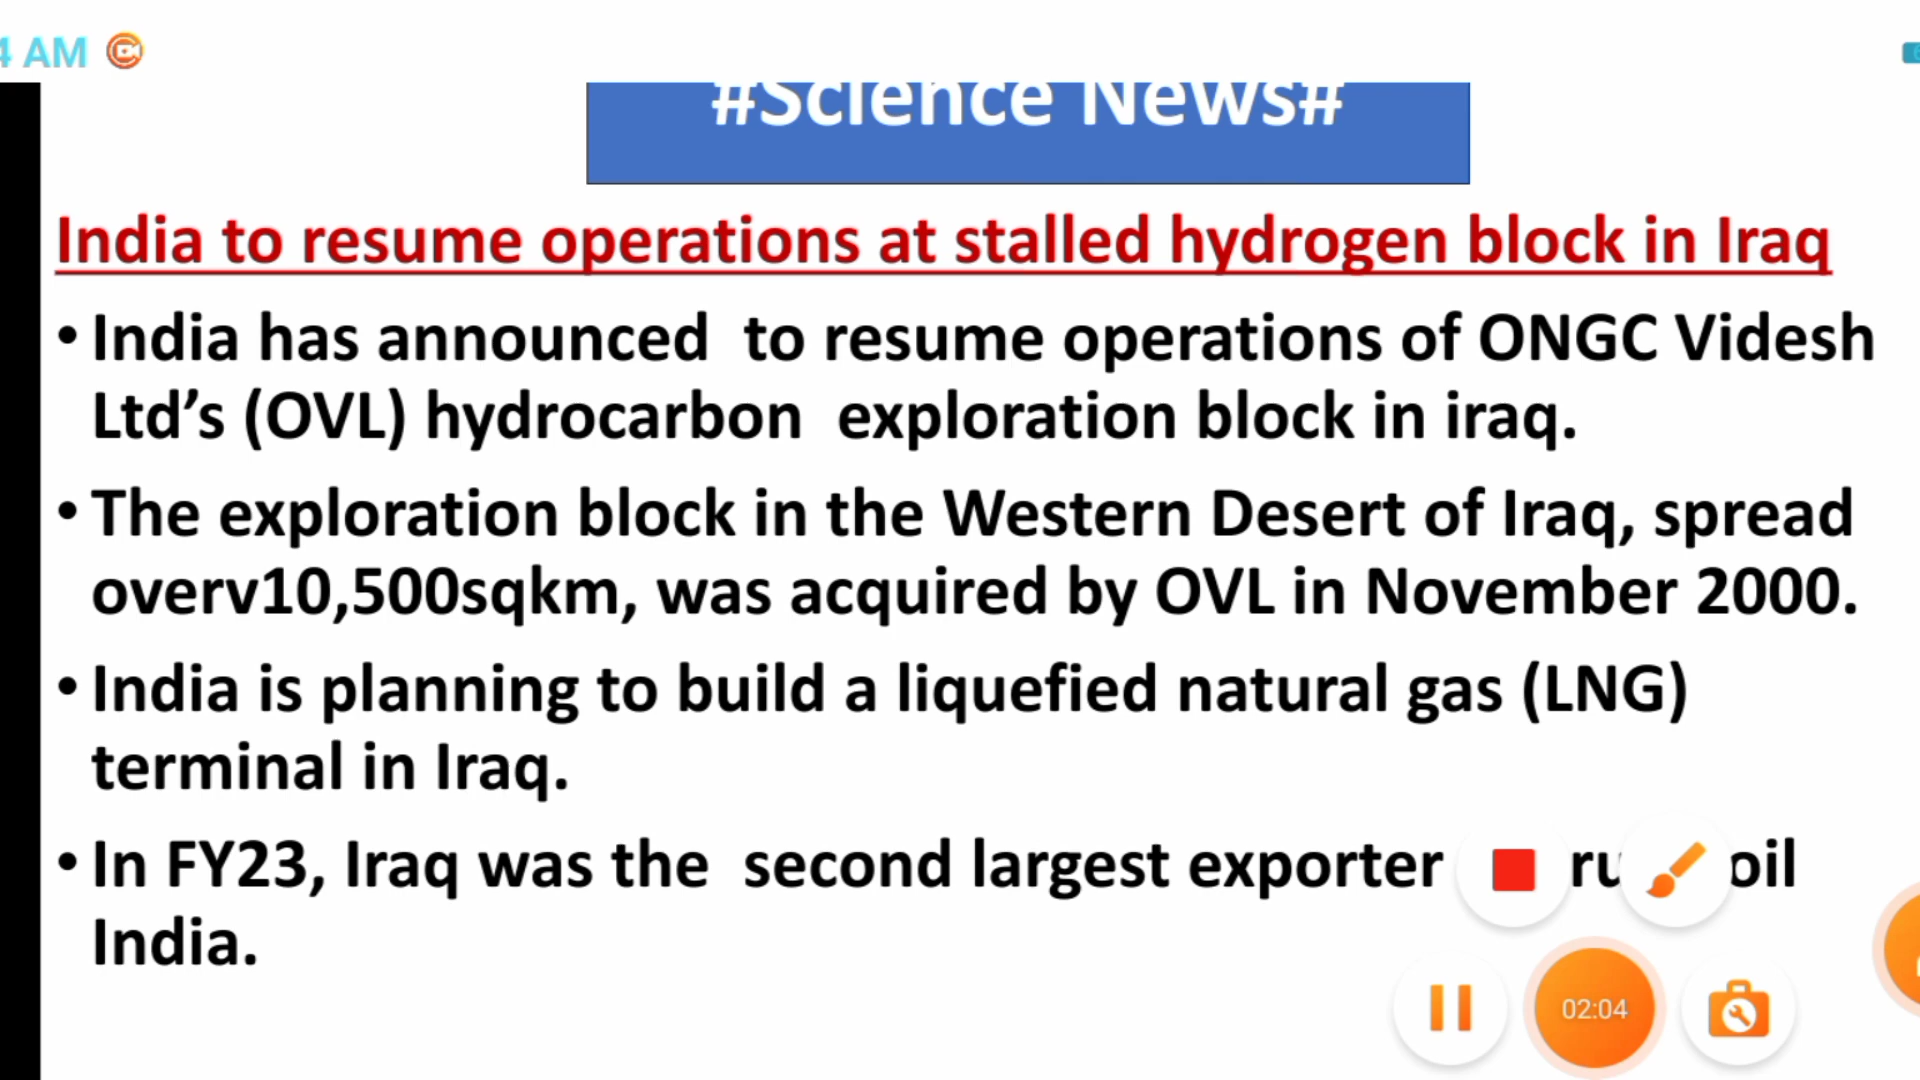 4 AM
#Science News#
India to resume operations at stalled hydrogen block in Iraq
• India has announced to resume operations of ONGC Videsh
Ltd’s (OVL) hydrocarbon exploration block in iraq.
• The exploration block in the Western Desert of Iraq, spread
overv10,500sqkm, was acquired by OVL in November 2000.
• India is planning to build a liquefied natural gas (LNG)
terminal in Iraq.
• In FY23, Iraq was the second largest exporter oil
India.
02:04